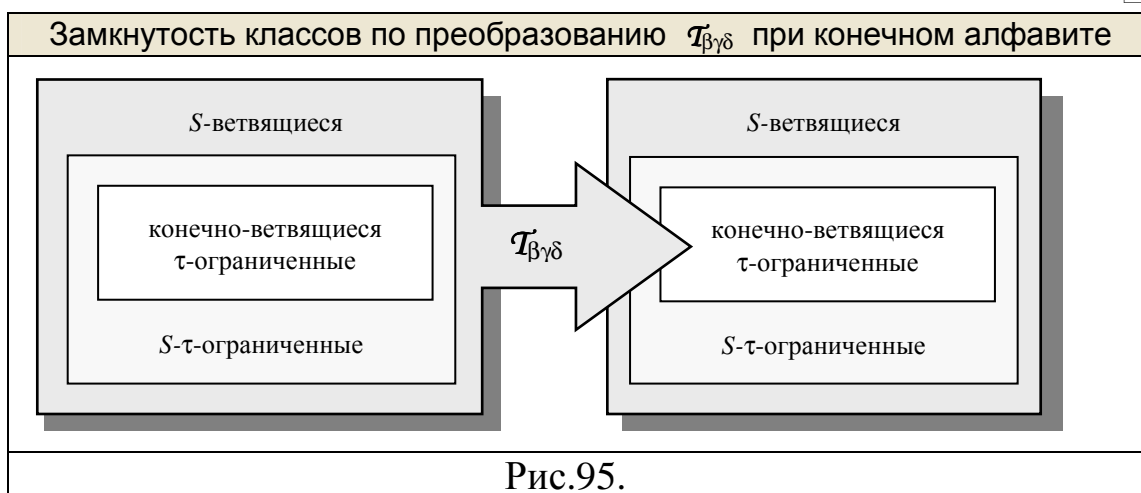 Замкнутость классов по преобразованию 𝓣βγδ при конечном алфавите
S-ветвящиеся
конечно-ветвящиеся
τ-ограниченные
S-τ-ограниченные
𝓣βγδ
S-ветвящиеся
конечно-ветвящиеся
τ-ограниченные
S-τ-ограниченные
Рис.95.